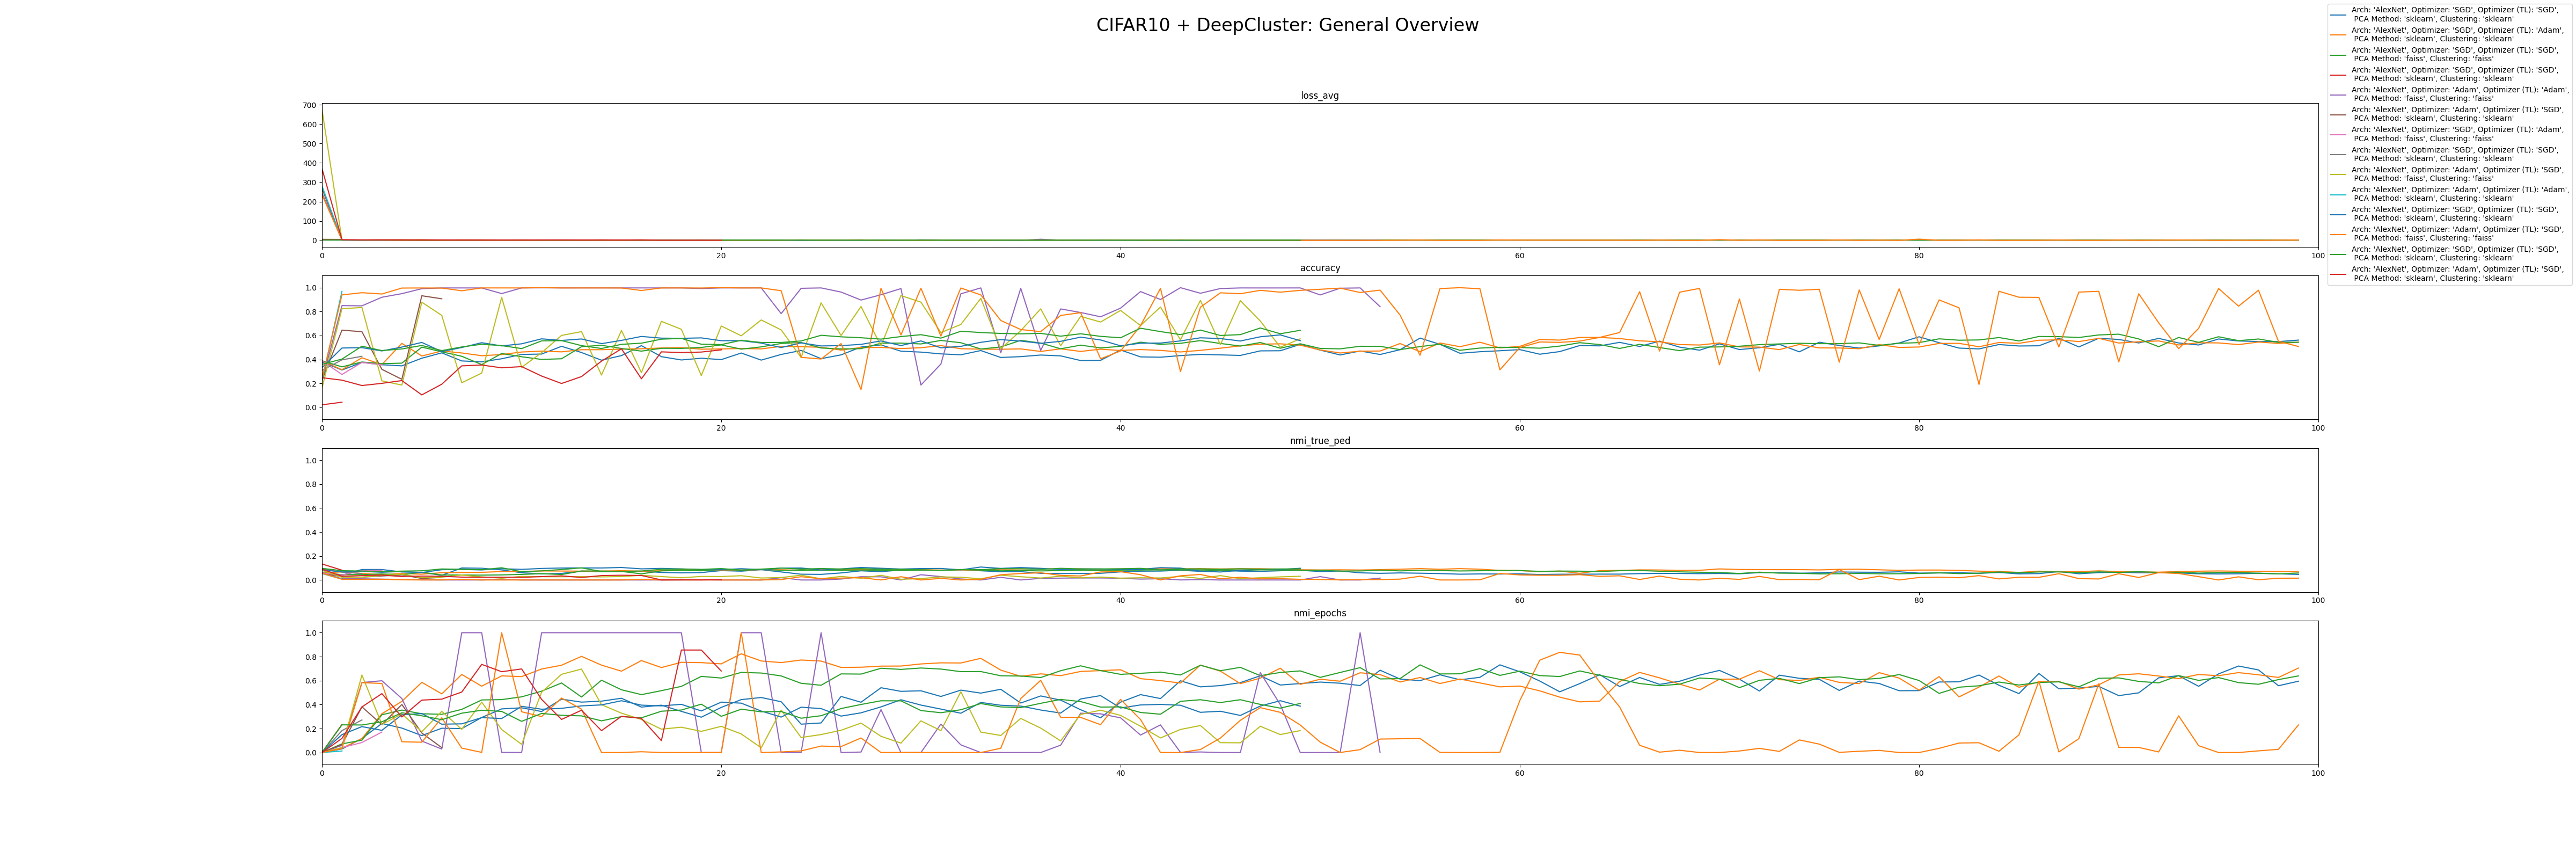 CIFAR10 + DeepCluster: General Overview
Arch: 'AlexNet', Optimizer: 'SGD', Optimizer (TL): 'SGD',
PCA Method: 'sklearn', Clustering: 'sklearn'
Arch: 'AlexNet', Optimizer: 'SGD', Optimizer (TL): 'Adam',
PCA Method: 'sklearn', Clustering: 'sklearn'
Arch: 'AlexNet', Optimizer: 'SGD', Optimizer (TL): 'SGD',
PCA Method: 'faiss', Clustering: 'faiss'
Arch: 'AlexNet', Optimizer: 'SGD', Optimizer (TL): 'SGD',
PCA Method: 'sklearn', Clustering: 'sklearn'
Arch: 'AlexNet', Optimizer: 'Adam', Optimizer (TL): 'Adam',
PCA Method: 'faiss', Clustering: 'faiss'
Arch: 'AlexNet', Optimizer: 'Adam', Optimizer (TL): 'SGD',
PCA Method: 'sklearn', Clustering: 'sklearn'
Arch: 'AlexNet', Optimizer: 'SGD', Optimizer (TL): 'Adam',
PCA Method: 'faiss', Clustering: 'faiss'
Arch: 'AlexNet', Optimizer: 'SGD', Optimizer (TL): 'SGD',
PCA Method: 'sklearn', Clustering: 'sklearn'
Arch: 'AlexNet', Optimizer: 'Adam', Optimizer (TL): 'SGD',
PCA Method: 'faiss', Clustering: 'faiss'
Arch: 'AlexNet', Optimizer: 'Adam', Optimizer (TL): 'Adam',
PCA Method: 'sklearn', Clustering: 'sklearn'
Arch: 'AlexNet', Optimizer: 'SGD', Optimizer (TL): 'SGD',
PCA Method: 'sklearn', Clustering: 'sklearn'
Arch: 'AlexNet', Optimizer: 'Adam', Optimizer (TL): 'SGD',
PCA Method: 'faiss', Clustering: 'faiss'
Arch: 'AlexNet', Optimizer: 'SGD', Optimizer (TL): 'SGD',
PCA Method: 'sklearn', Clustering: 'sklearn'
Arch: 'AlexNet', Optimizer: 'Adam', Optimizer (TL): 'SGD',
PCA Method: 'sklearn', Clustering: 'sklearn'
loss_avg
700
600
500
400
300
200
100
0
0 20 40 60 80 100
accuracy
1.0
0.8
0.6
0.4
0.2
0.0
0 20 40 60 80 100
nmi_true_ped
1.0
0.8
0.6
0.4
0.2
0.0
0 20 40 60 80 100
nmi_epochs
1.0
0.8
0.6
0.4
0.2
0.0
0 20 40 60 80 100